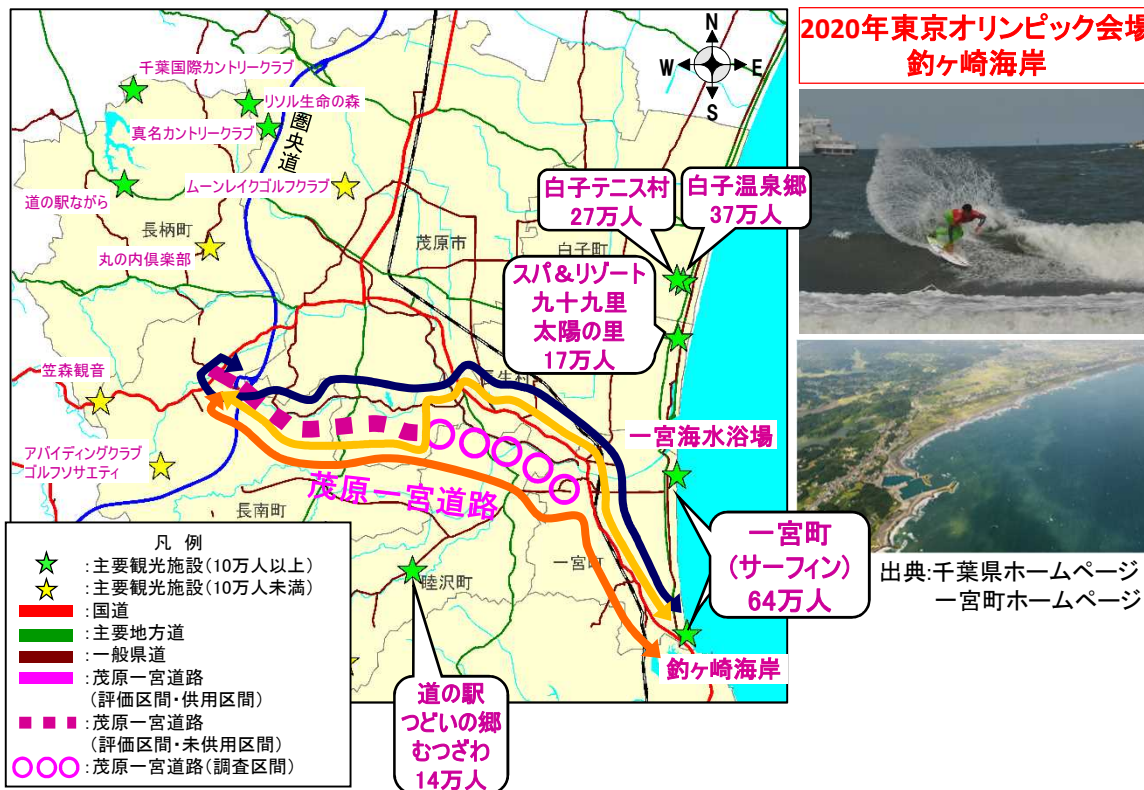 2020年東京オリンピック会場
釣ヶ崎海岸
N
W
E
S
千葉国際カントリークラブ
リソル生命の森
真名カントリークラブ
圏央道
ムーンレイクゴルフクラブ
道の駅ながら
長柄町
丸の内倶楽部
茂原市
白子町
白子テニス村
27万人
白子温泉郷
37万人
スパ&リゾート
九十九里
太陽の里
17万人
長生村
笠森観音
アバイディングクラブ
ゴルフソサエティ
一宮海水浴場
茂原一宮道路
長南町
睦沢町
一宮町
一宮町
(サーフィン)
64万人
釣ヶ崎海岸
道の駅
つどいの郷
むつざわ
14万人
出典:千葉県ホームページ
一宮町ホームページ
凡 例
:主要観光施設(10万人以上)
:主要観光施設(10万人未満)
:国道
:主要地方道
:一般県道
:茂原一宮道路
(評価区間・供用区間)
:茂原一宮道路
(評価区間・未供用区間)
:茂原一宮道路(調査区間)